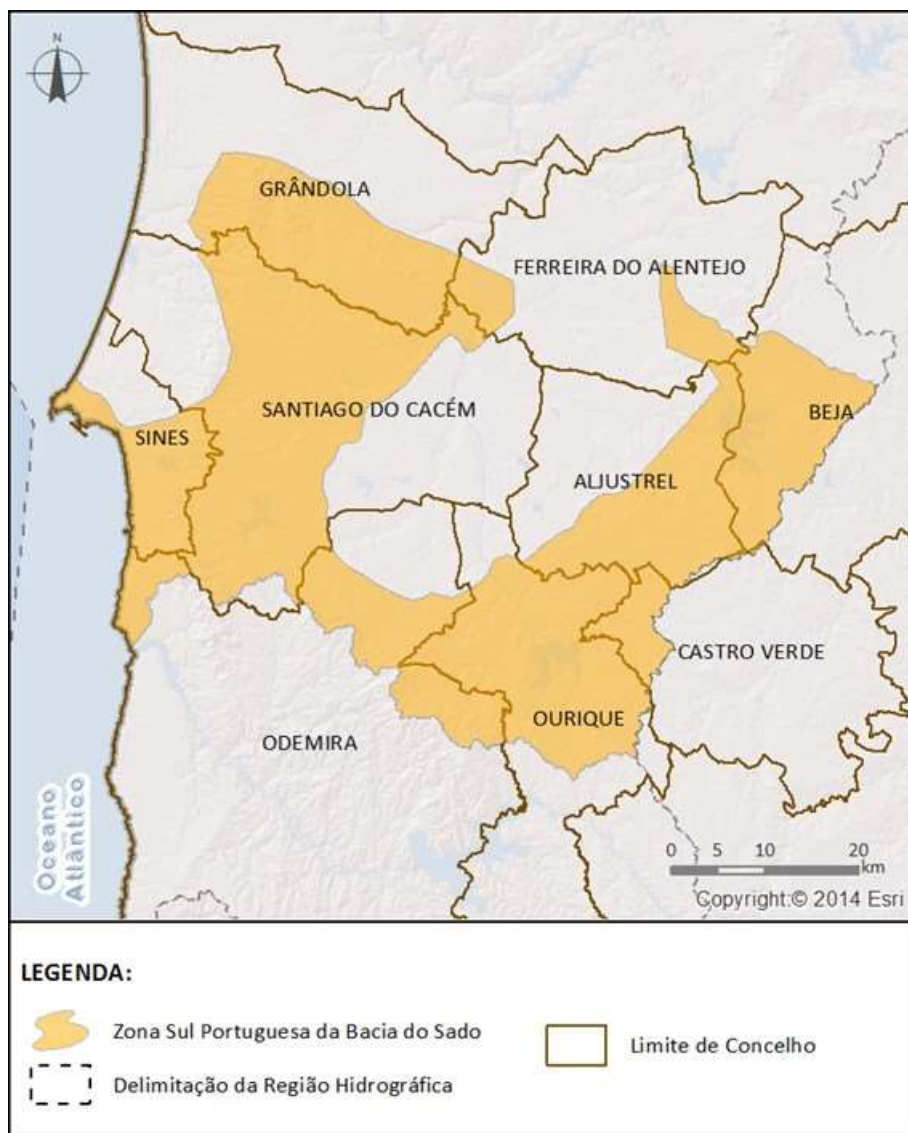 N
GRÂNDOLA
FERREIRA DO ALENTEJO
SANTIAGO DO CACÉM
BEJA
SINES
ALJUSTREL
CASTRO VERDE
OURIQUE
ODEMIRA
Oceano
Atlântico
0 5 10 20
km
Copyright:© 2014 Esri
LEGENDA:
Zona Sul Portuguesa da Bacia do Sado
Limite de Concelho
Delimitação da Região Hidrográfica